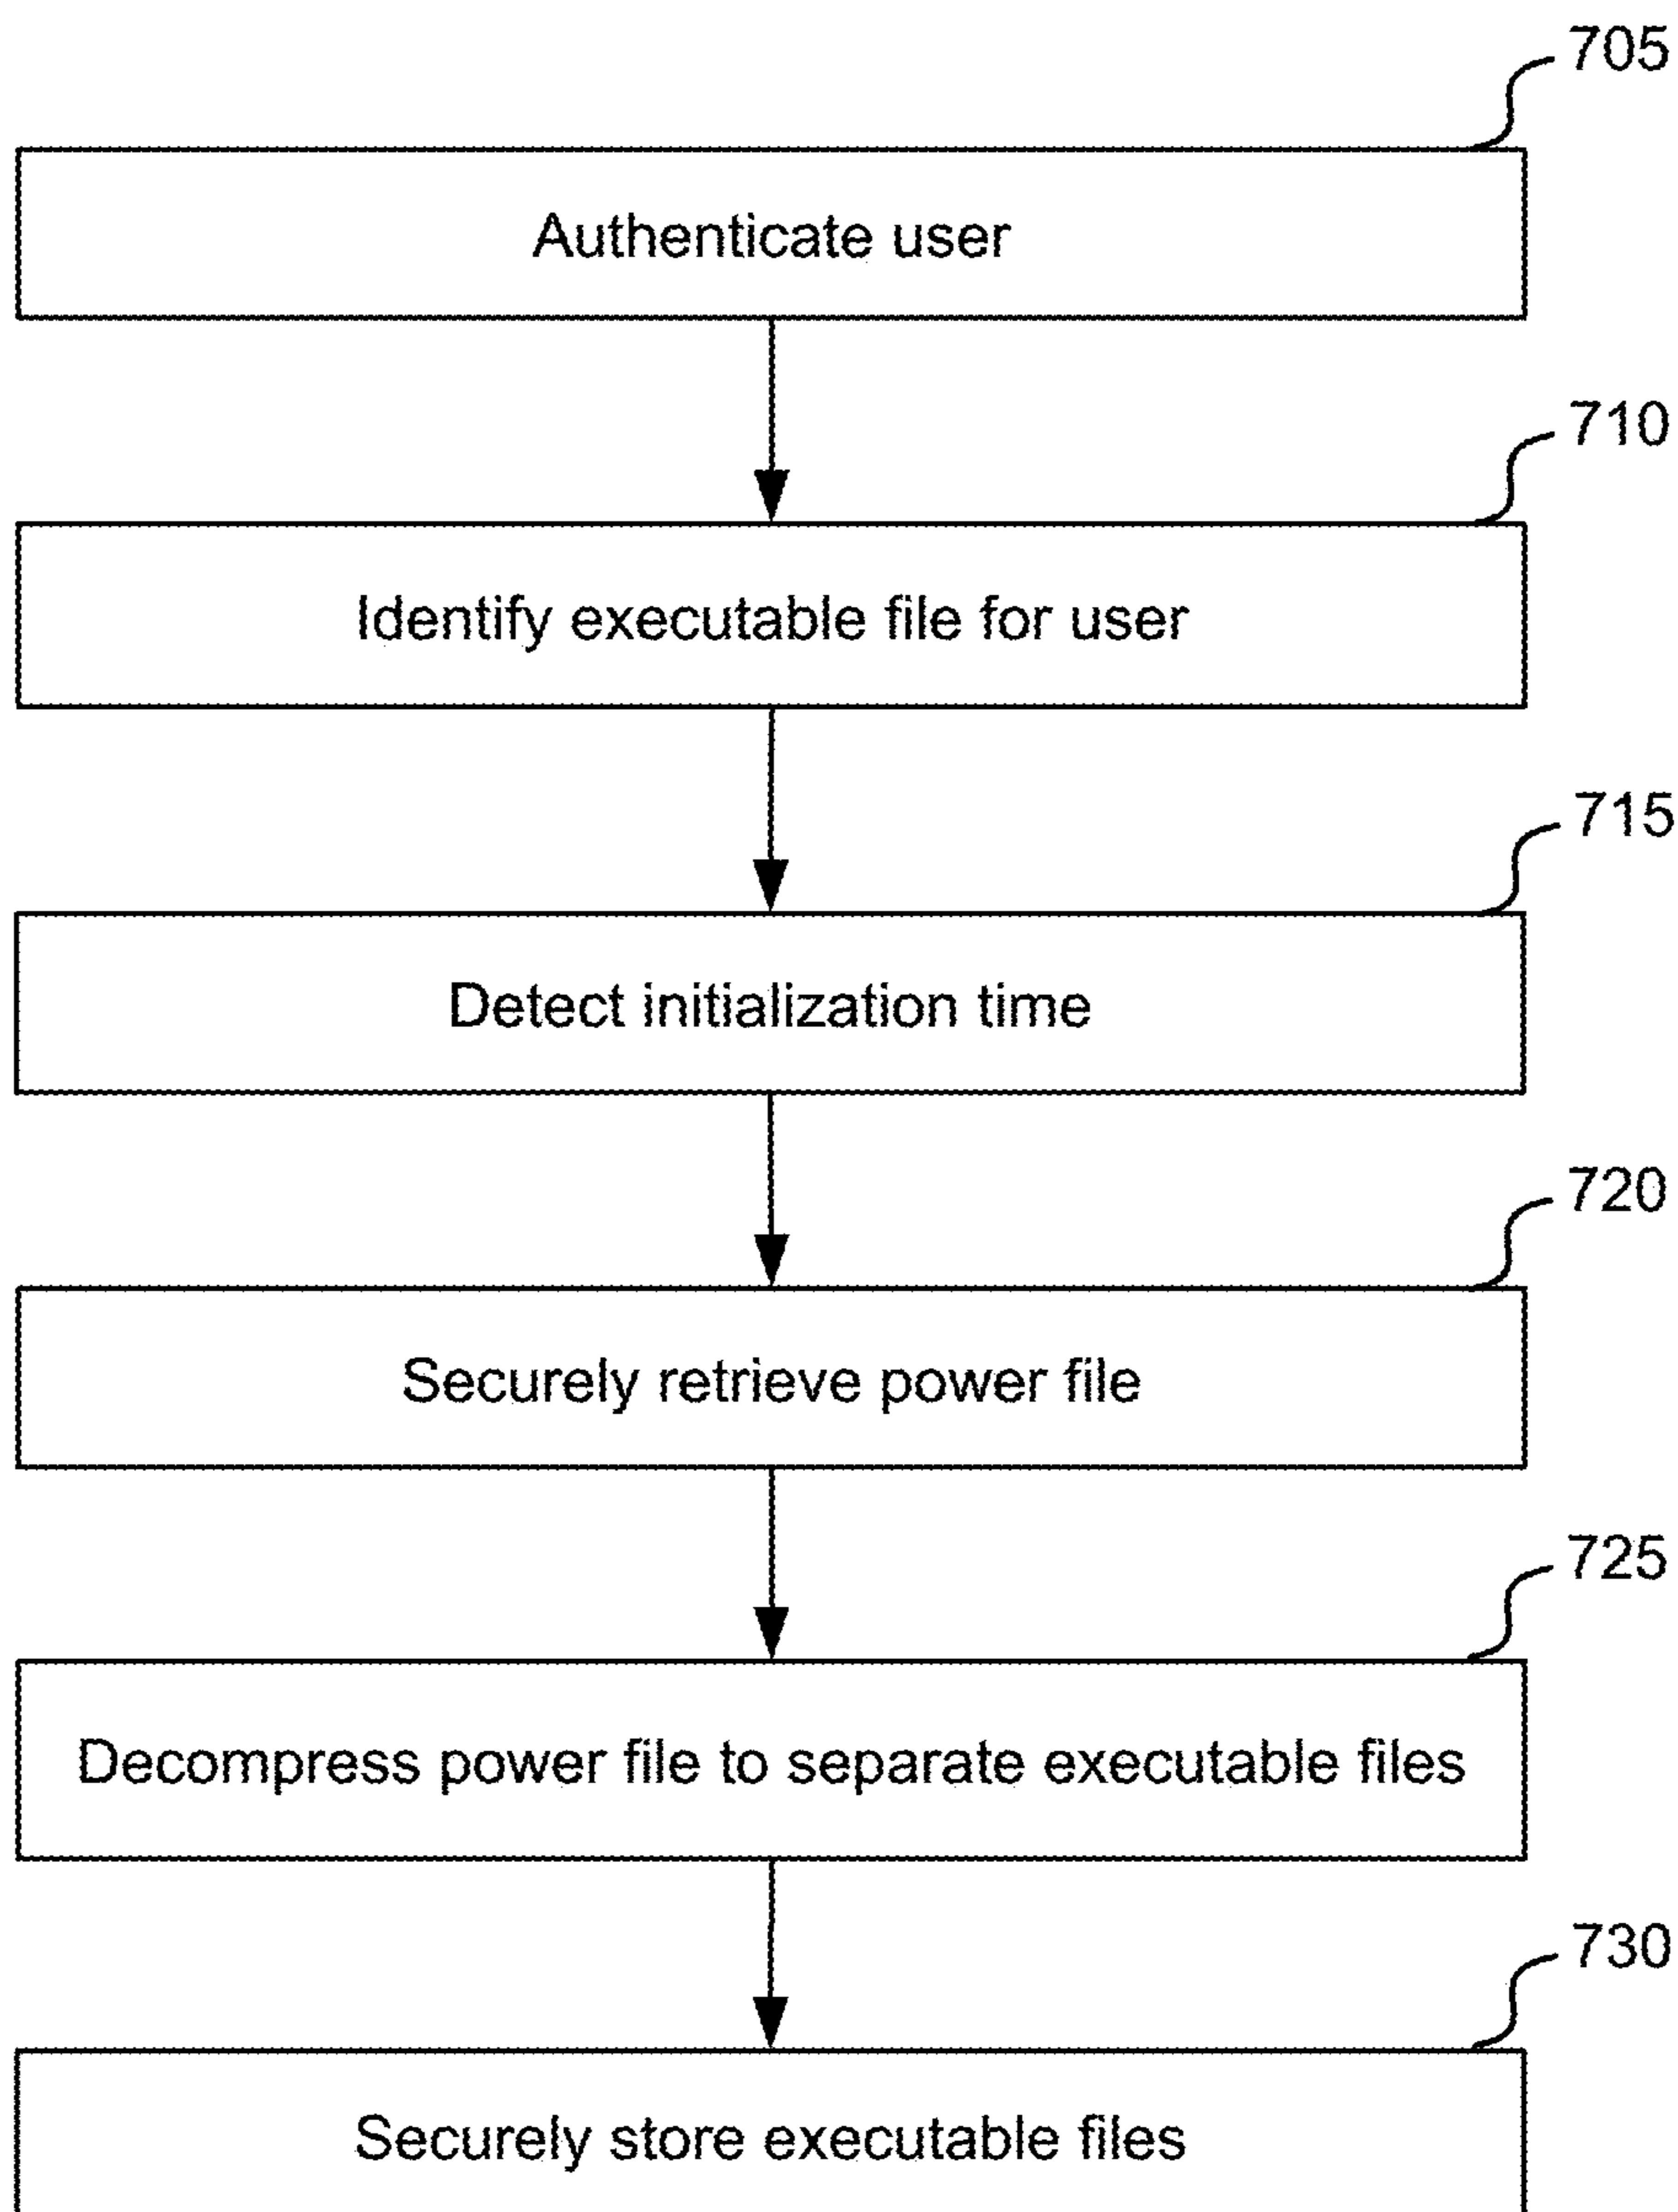 705
Authenticate user
710
Identify executable file for user
715
Detect initialization time
720
Securely retrieve power file
725
Decompress power file to separate executable files
730
Securely store executable files